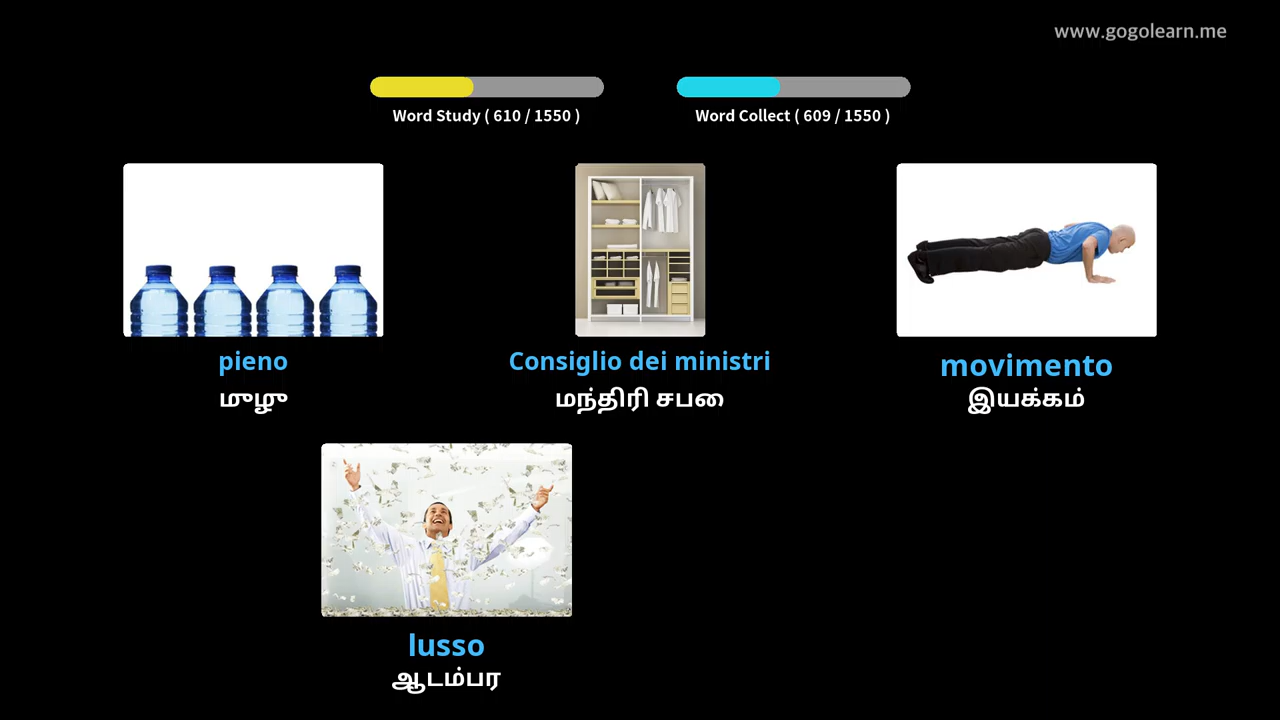 www.gogolearn.me
Word Study ( 610 / 1550 )
Word Collect ( 609 / 1550 )
pieno
முழு
Consiglio dei ministri
மந்திரி சபை
movimento
இயக்கம்
lusso
ஆடம்பர